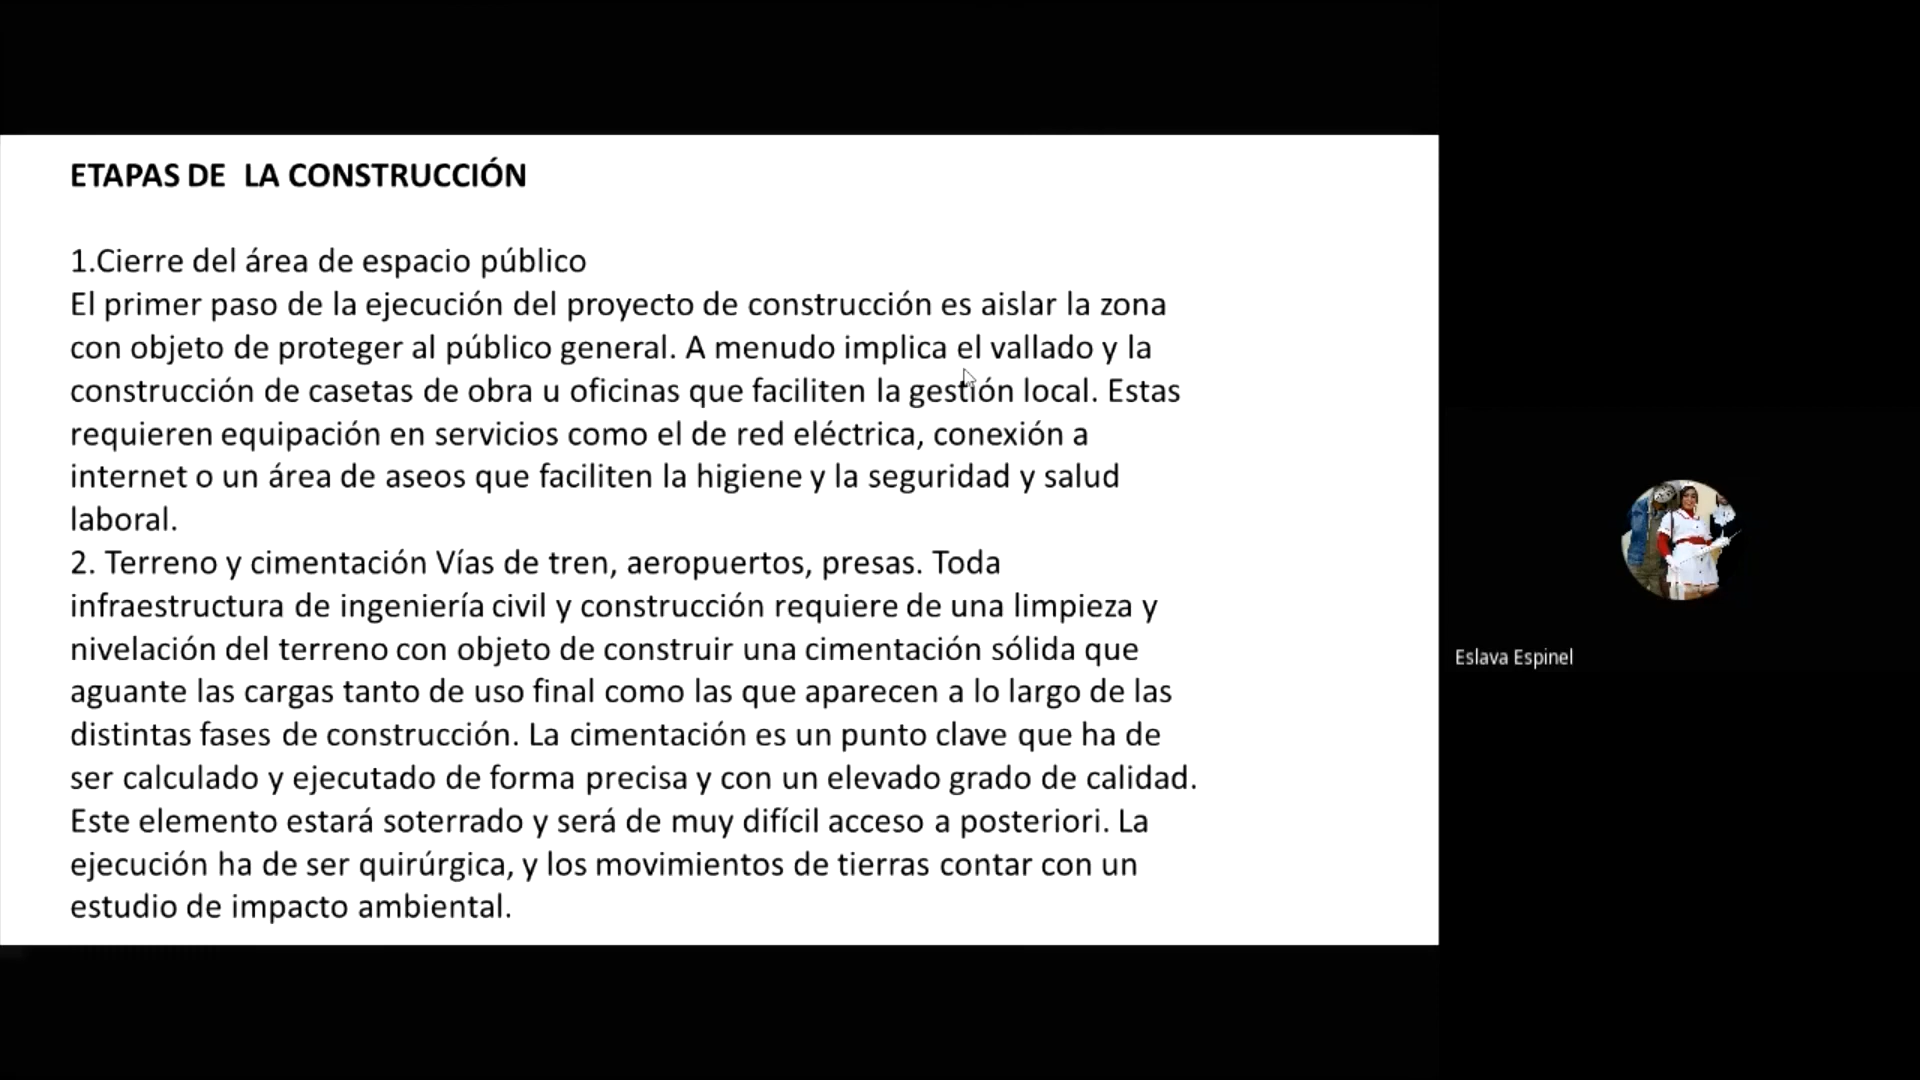 ETAPAS DE  LA CONSTRUCCIÓN
1.Cierre del área de espacio público
El primer paso de la ejecución del proyecto de construcción es aislar la zona
con objeto de proteger al público general. A menudo implica el vallado y la
construcción de casetas de obra u oficinas que faciliten la gestión local. Estas
requieren equipación en servicios como el de red eléctrica, conexión a
internet o un área de aseos que faciliten la higiene y la seguridad y salud
laboral.
2. Terreno y cimentación Vías de tren, aeropuertos, presas. Toda
infraestructura de ingeniería civil y construcción requiere de una limpieza y
nivelación del terreno con objeto de construir una cimentación sólida que
aguante las cargas tanto de uso final como las que aparecen a lo largo de las
distintas fases de construcción. La cimentación es un punto clave que ha de
ser calculado y ejecutado de forma precisa y con un elevado grado de calidad.
Este elemento estará soterrado y será de muy difícil acceso a posteriori. La
ejecución ha de ser quirúrgica, y los movimientos de tierras contar con un
estudio de impacto ambiental.
Eslava Espinel